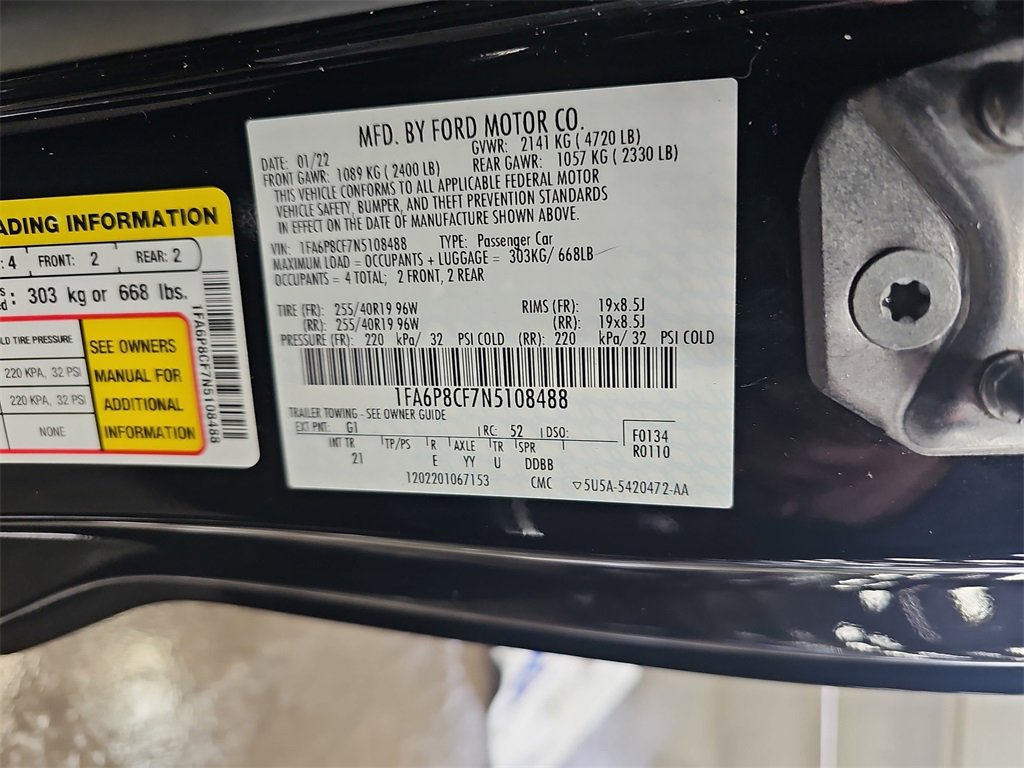 MFD. BY FORD MOTOR CO.
DATE: 01/22 GVWR: 2141 KG ( 4720 LB)
FRONT GAWR: 1089 KG ( 2400 LB) REAR GAWR: 1057 KG ( 2330 LB)
THIS VEHICLE CONFORMS TO ALL APPLICABLE FEDERAL MOTOR
VEHICLE SAFETY, BUMPER, AND THEFT PREVENTION STANDARDS
IN EFFECT ON THE DATE OF MANUFACTURE SHOWN ABOVE.
VIN: 1FA6P8CF7N5108488 TYPE: Passenger Car
MAXIMUM LOAD = OCCUPANTS + LUGGAGE = 303KG/ 668LB
OCCUPANTS = 4 TOTAL; 2 FRONT, 2 REAR
TIRE (FR): 255/40R19 96W RIMS (FR): 19x8.5J
(RR): 255/40R19 96W (RR): 19x8.5J
PRESSURE (FR): 220 kPa/ 32 PSI COLD (RR): 220 kPa/ 32 PSI COLD
1FA6P8CF7N5108488
TRAILER TOWING - SEE OWNER GUIDE
EXT PNT: G1 RC: 52 DSO: F0134
R0110
INT TR TP/PS R AXLE TR SPR
21 E YY U DDBB
1202201067153 CMC ▽5U5A-5420472-AA
ADING INFORMATION
: 4 FRONT: 2 REAR: 2
303 kg or 668 lbs.
LD TIRE PRESSURE
220 KPA, 32 PSI
220 KPA, 32 PSI
NONE
SEE OWNERS
MANUAL FOR
ADDITIONAL
INFORMATION
1FA6P8CF7N5108488